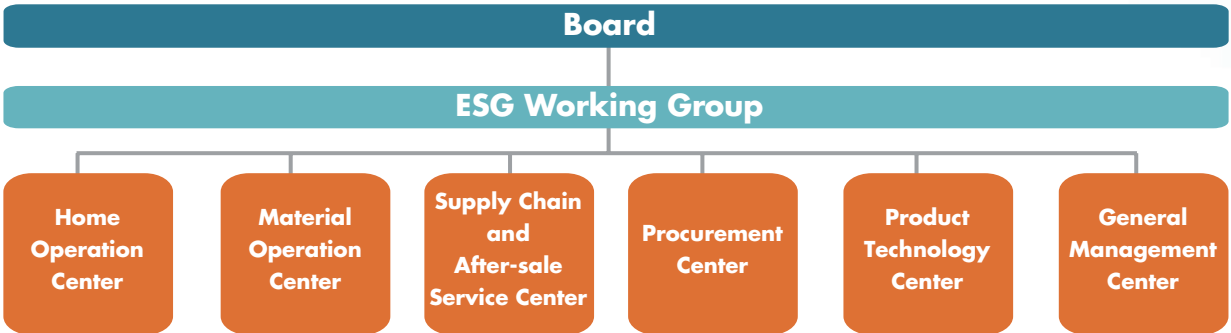 Board
ESG Working Group
Home
Operation
Center
Material
Operation
Center
Supply Chain
and
After-sale
Service Center
Procurement
Center
Product
Technology
Center
General
Management
Center